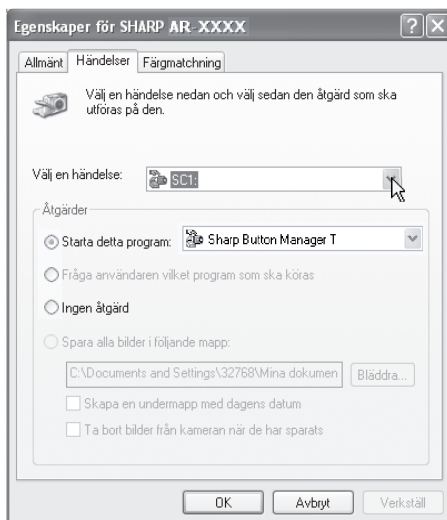 Egenskaper för SHARP AR-XXXX
Allmänt Händelser Färgmatchning
Välj en händelse nedan och välj sedan den åtgärd som ska
utföras på den.
Välj en händelse: SC1:
Åtgärder
Starta detta program: Sharp Button Manager T
Fråga användaren vilket program som ska köras
Ingen åtgärd
Spara alla bilder i följande mapp:
C:\Documents and Settings\32768\Mina dokumen Bläddra...
Skapa en undermapp med dagens datum
Ta bort bilder från kameran när de har sparats
OK Avbryt Verkställ